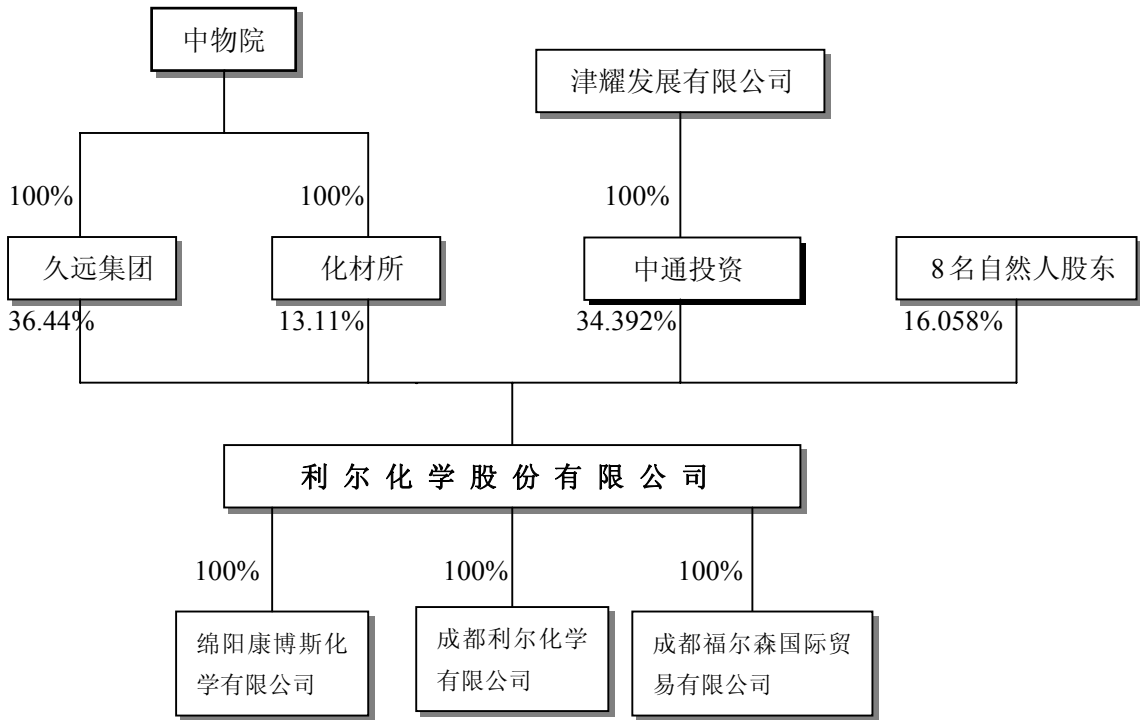 中物院
津耀发展有限公司
100%
100%
100%
久远集团
化材所
中通投资
8名自然人股东
36.44%
13.11%
34.392%
16.058%
利尔化学股份有限公司
100%
100%
100%
绵阳康博斯化
学有限公司
成都利尔化学
有限公司
成都福尔森国际贸
易有限公司